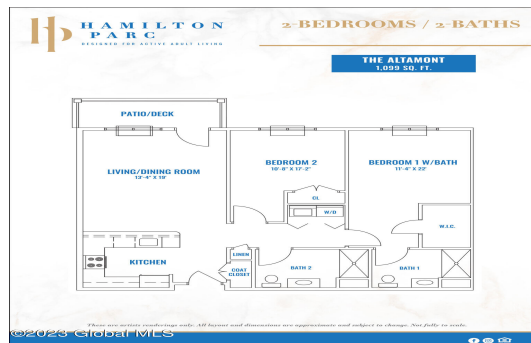 HAMILTON
PARC
DESIGNED FOR ACTIVE ADULT LIVING
2-BEDROOMS / 2-BATHS
THE ALTAMONT
1,099 SQ. FT.
PATIO/DECK
LIVING/DINING ROOM
13'-4" X 19'
BEDROOM 2
10'-8" X 17'-2"
BEDROOM 1 W/BATH
11'-4" X 22'
CL
W/D
W.I.C.
KITCHEN
LINEN
COAT
CLOSET
BATH 2
BATH 1
These are artists renderings only. All layout and dimensions are approximate and subject to change. Not fully to scale.
©2023 Global MLS